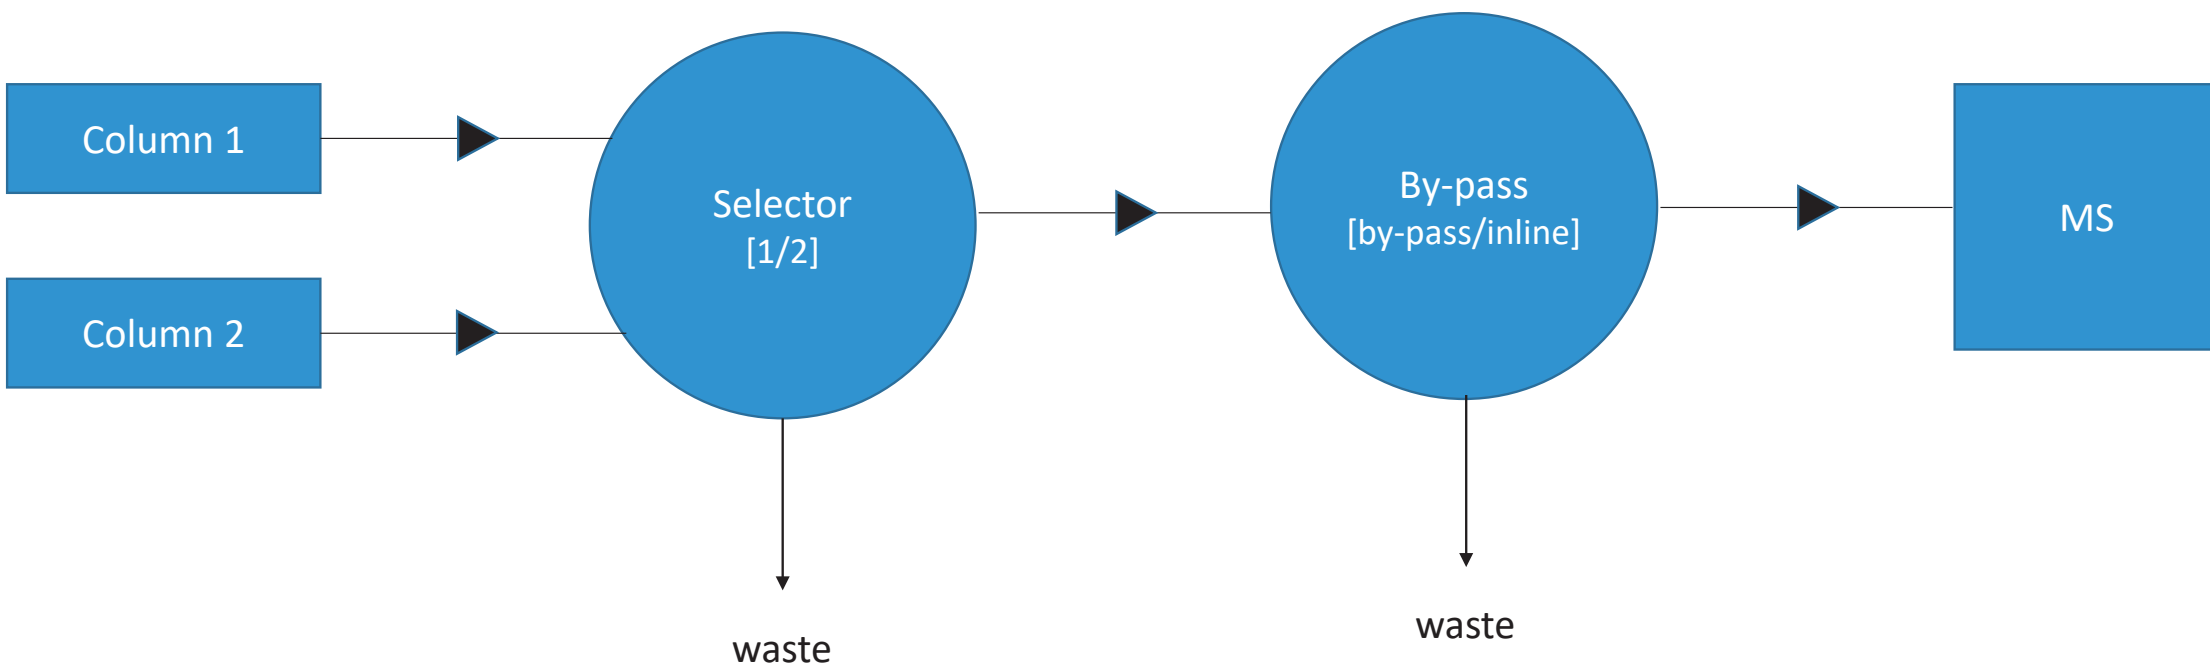 Column 1
Column 2
Selector
[1/2]
waste
By-pass
[by-pass/inline]
waste
MS